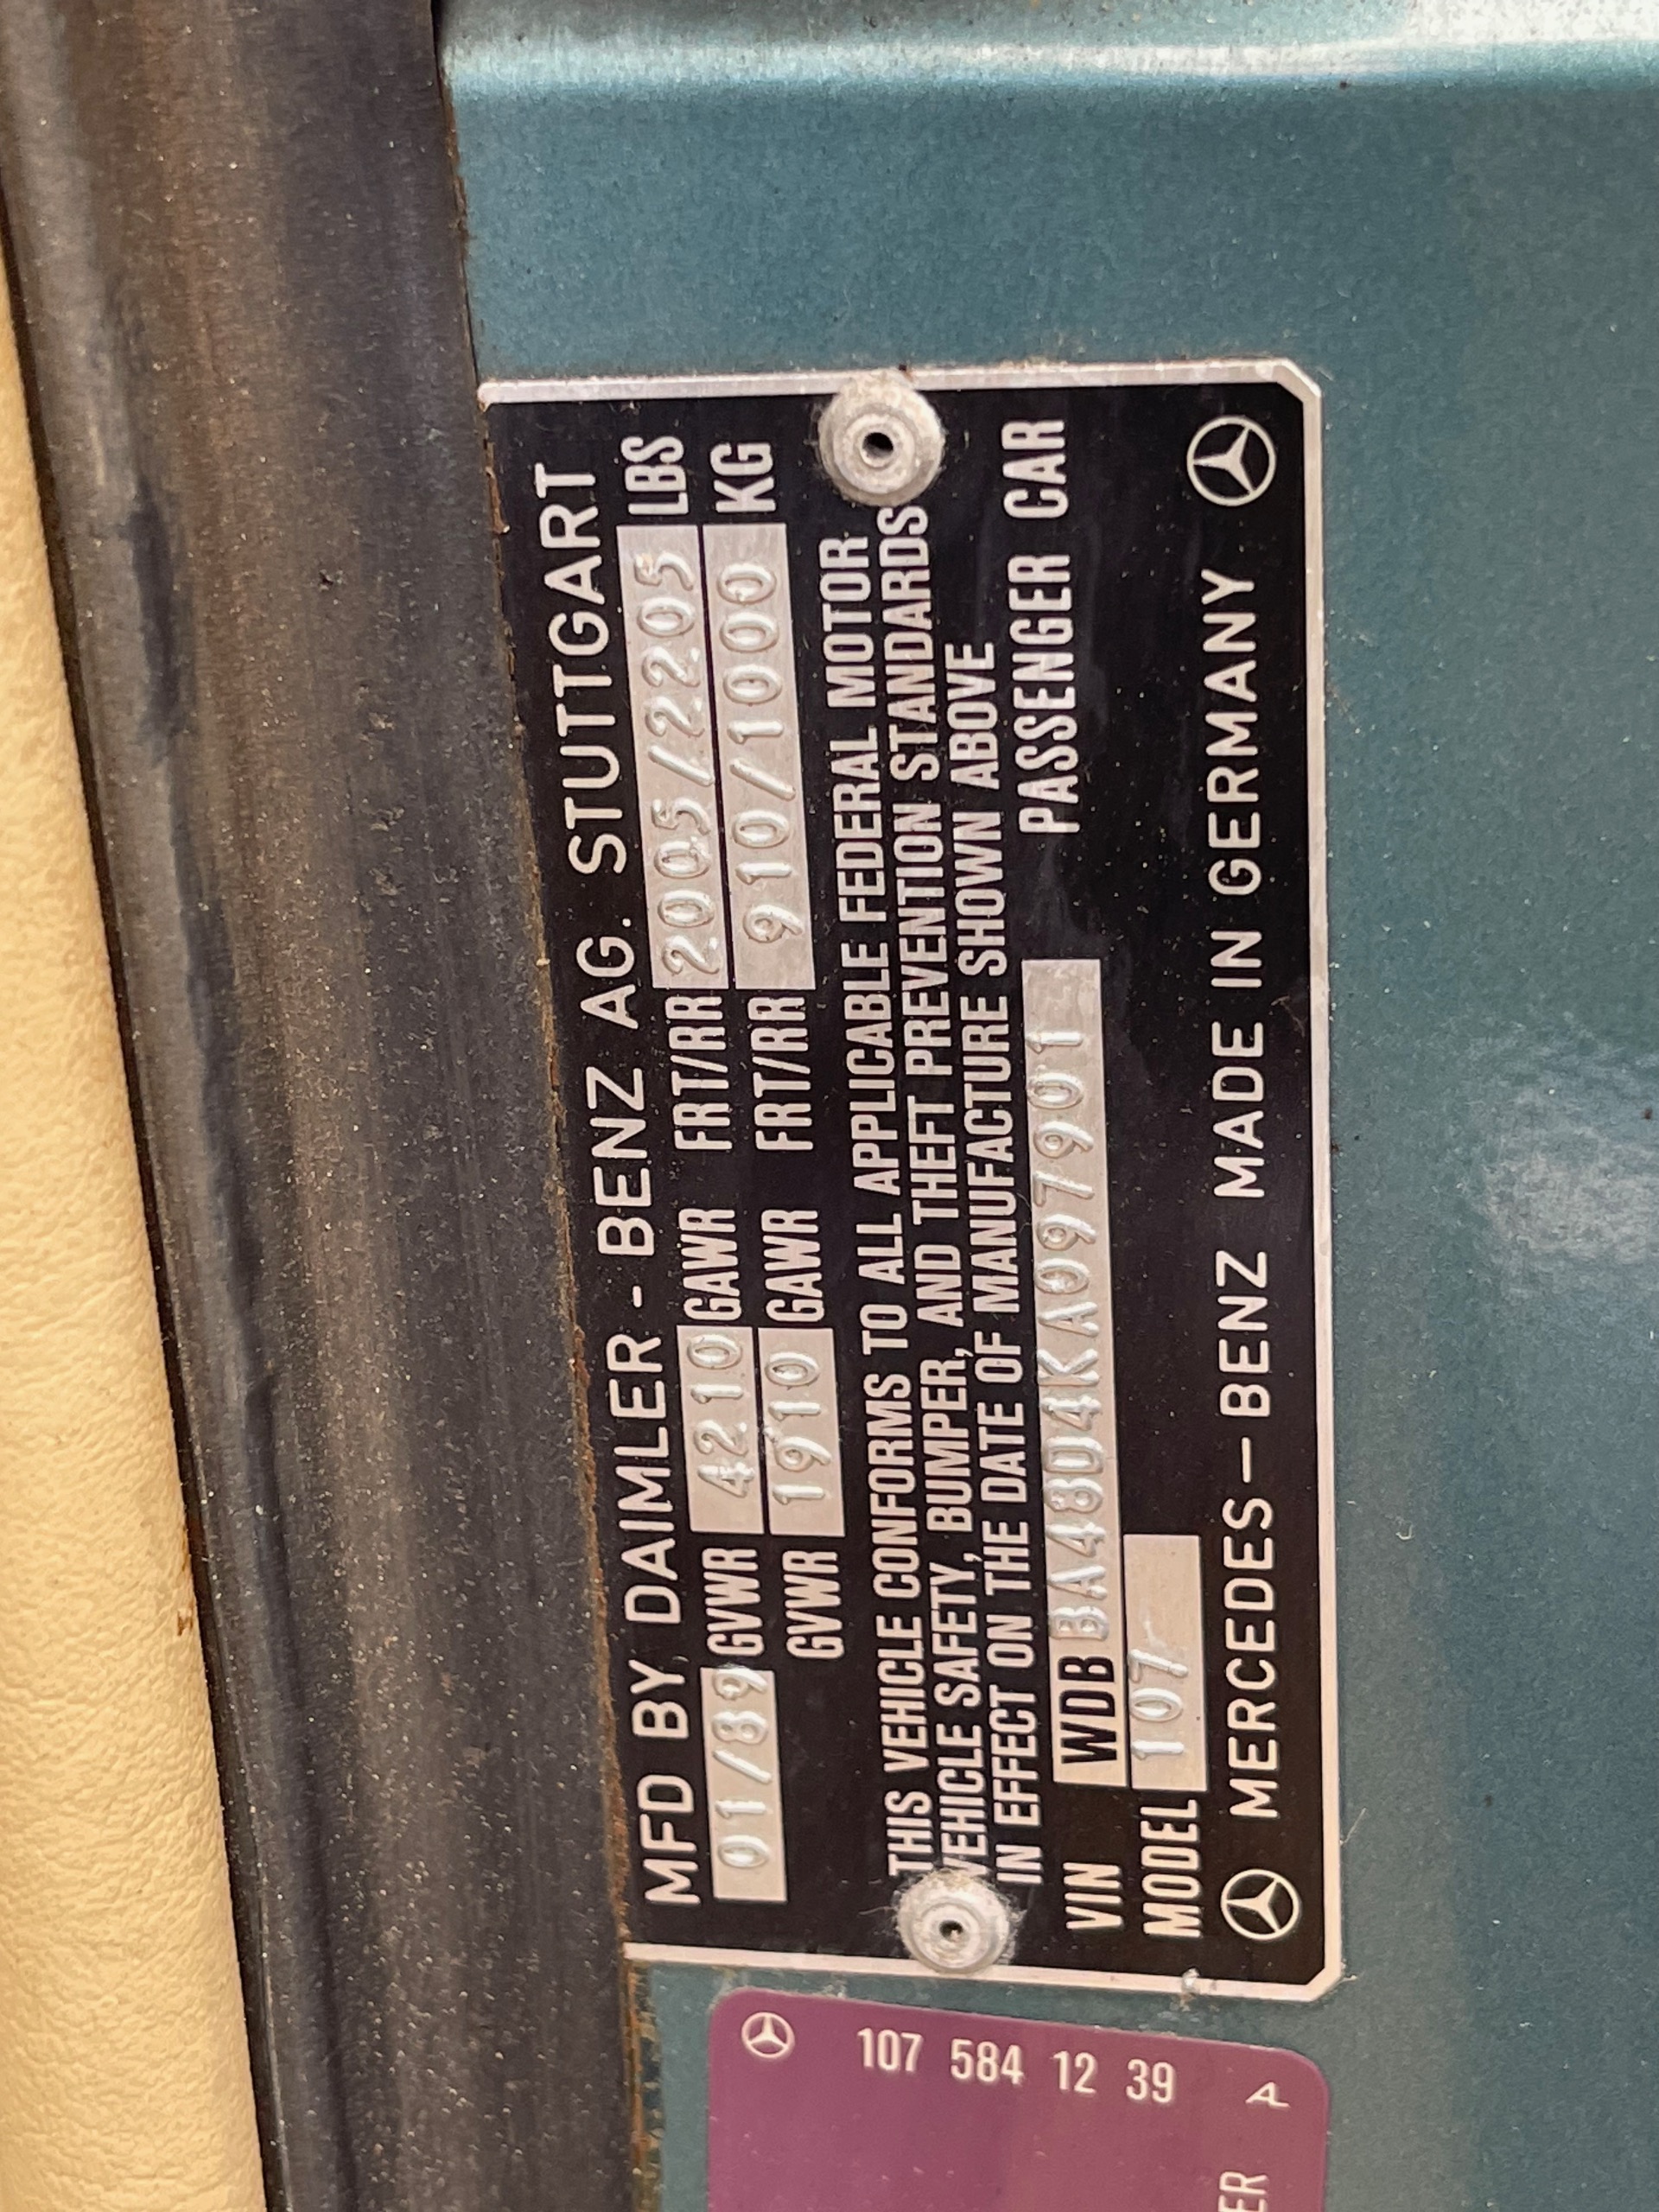 MFD BY DAIMLER - BENZ AG. STUTTGART
01/89 GVWR 4210 GAWR FRT/RR 2005/2205 LBS
GVWR 1910 GAWR FRT/RR 910/1000 KG
THIS VEHICLE CONFORMS TO ALL APPLICABLE FEDERAL MOTOR
VEHICLE SAFETY, BUMPER, AND THEFT PREVENTION STANDARDS
IN EFFECT ON THE DATE OF MANUFACTURE SHOWN ABOVE
VIN WDB BA48D4KA097901 PASSENGER CAR
MODEL 107
MERCEDES - BENZ MADE IN GERMANY
107 584 12 39